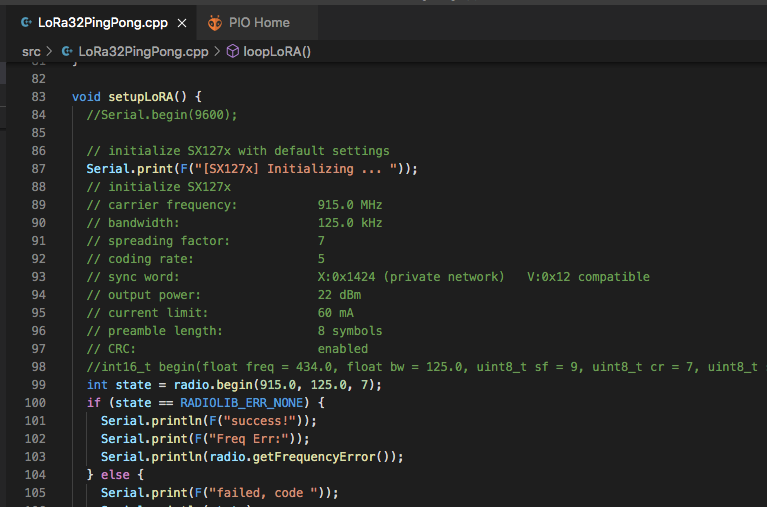 LoRa32PingPong.cpp × PIO Home
src > LoRa32PingPong.cpp > loopLoRA()
81 }
82
83 void setupLoRA() {
84 //Serial.begin(9600);
85
86 // initialize SX127x with default settings
87 Serial.print(F("[SX127x] Initializing ... "));
88 // initialize SX127x
89 // carrier frequency: 915.0 MHz
90 // bandwidth: 125.0 kHz
91 // spreading factor: 7
92 // coding rate: 5
93 // sync word: X:0x1424 (private network) V:0x12 compatible
94 // output power: 22 dBm
95 // current limit: 60 mA
96 // preamble length: 8 symbols
97 // CRC: enabled
98 //int16_t begin(float freq = 434.0, float bw = 125.0, uint8_t sf = 9, uint8_t cr = 7, uint8_t
99 int state = radio.begin(915.0, 125.0, 7);
100 if (state == RADIOLIB_ERR_NONE) {
101 Serial.println(F("success!"));
102 Serial.print(F("Freq Err:"));
103 Serial.println(radio.getFrequencyError());
104 } else {
105 Serial.print(F("failed, code "));